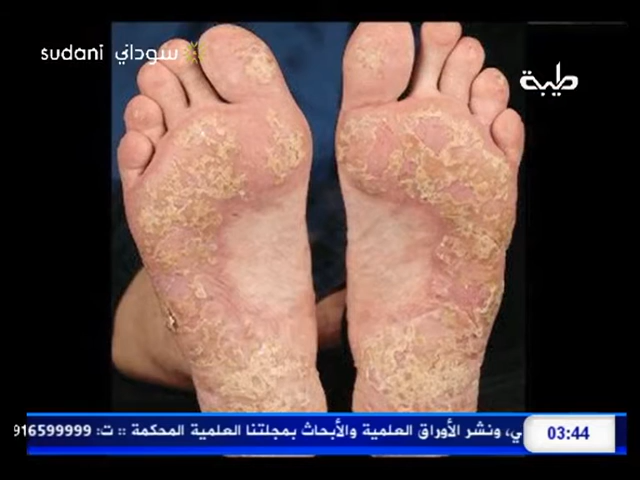 sudani سوداني
طيبة
ي، ونشر الأوراق العلمية والأبحاث بمجلتنا العلمية المحكمة :: ت: 916599999
03:44